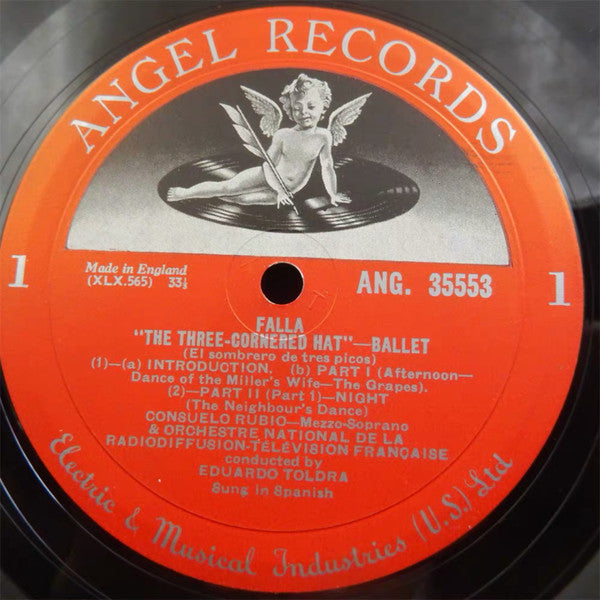 ANGEL RECORDS
Made in England
(XLX.565) 33⅓
ANG. 35553
1
1
FALLA
"THE THREE-CORNERED HAT"—BALLET
(El sombrero de tres picos)
(1)—(a) INTRODUCTION. (b) PART I (Afternoon—
Dance of the Miller's Wife—The Grapes).
(2)—PART II (Part 1)—NIGHT
(The Neighbour's Dance)
CONSUELO RUBIO—Mezzo-Soprano
& ORCHESTRE NATIONAL DE LA
RADIODIFFUSION-TÉLÉVISION FRANÇAISE
conducted by
EDUARDO TOLDRA
Sung in Spanish
Electric & Musical Industries (U.S.) Ltd